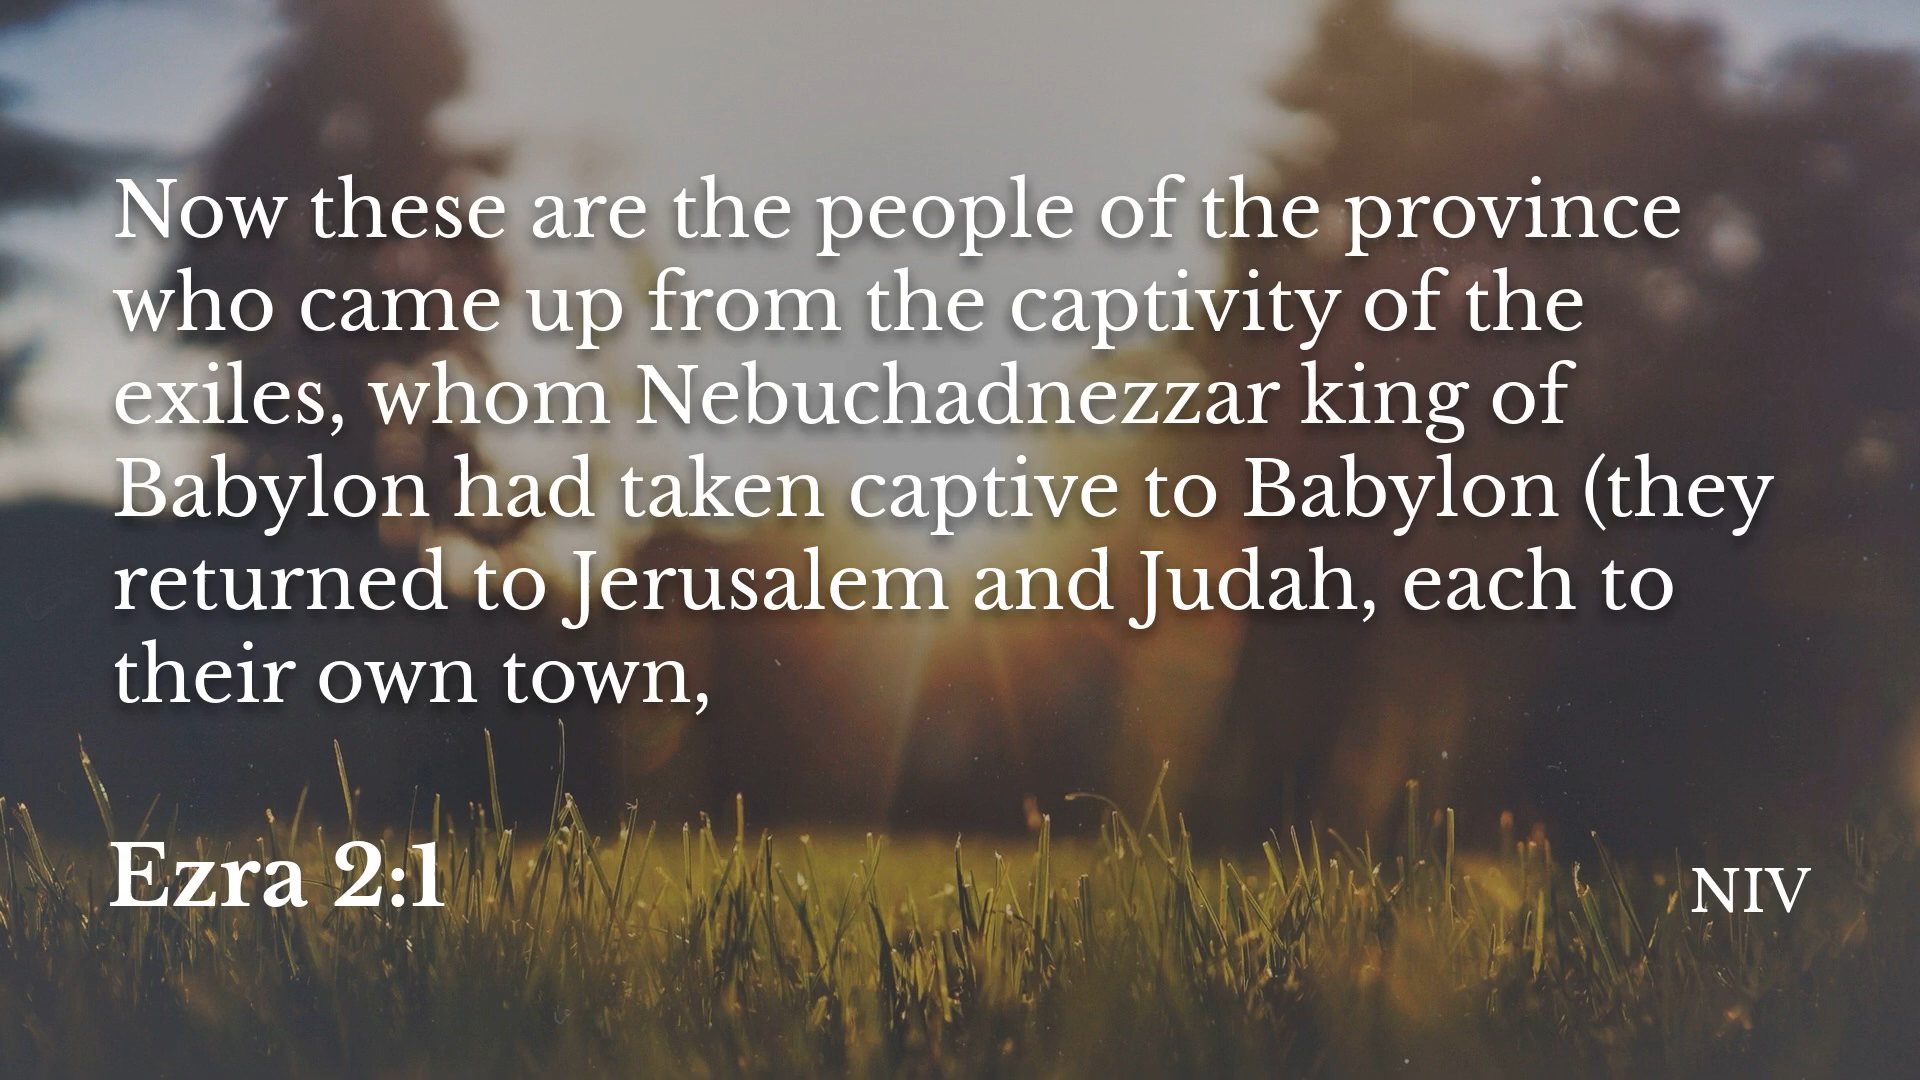 Now these are the people of the province
who came up from the captivity of the
exiles, whom Nebuchadnezzar king of
Babylon had taken captive to Babylon (they
returned to Jerusalem and Judah, each to
their own town,
Ezra 2:1
NIV